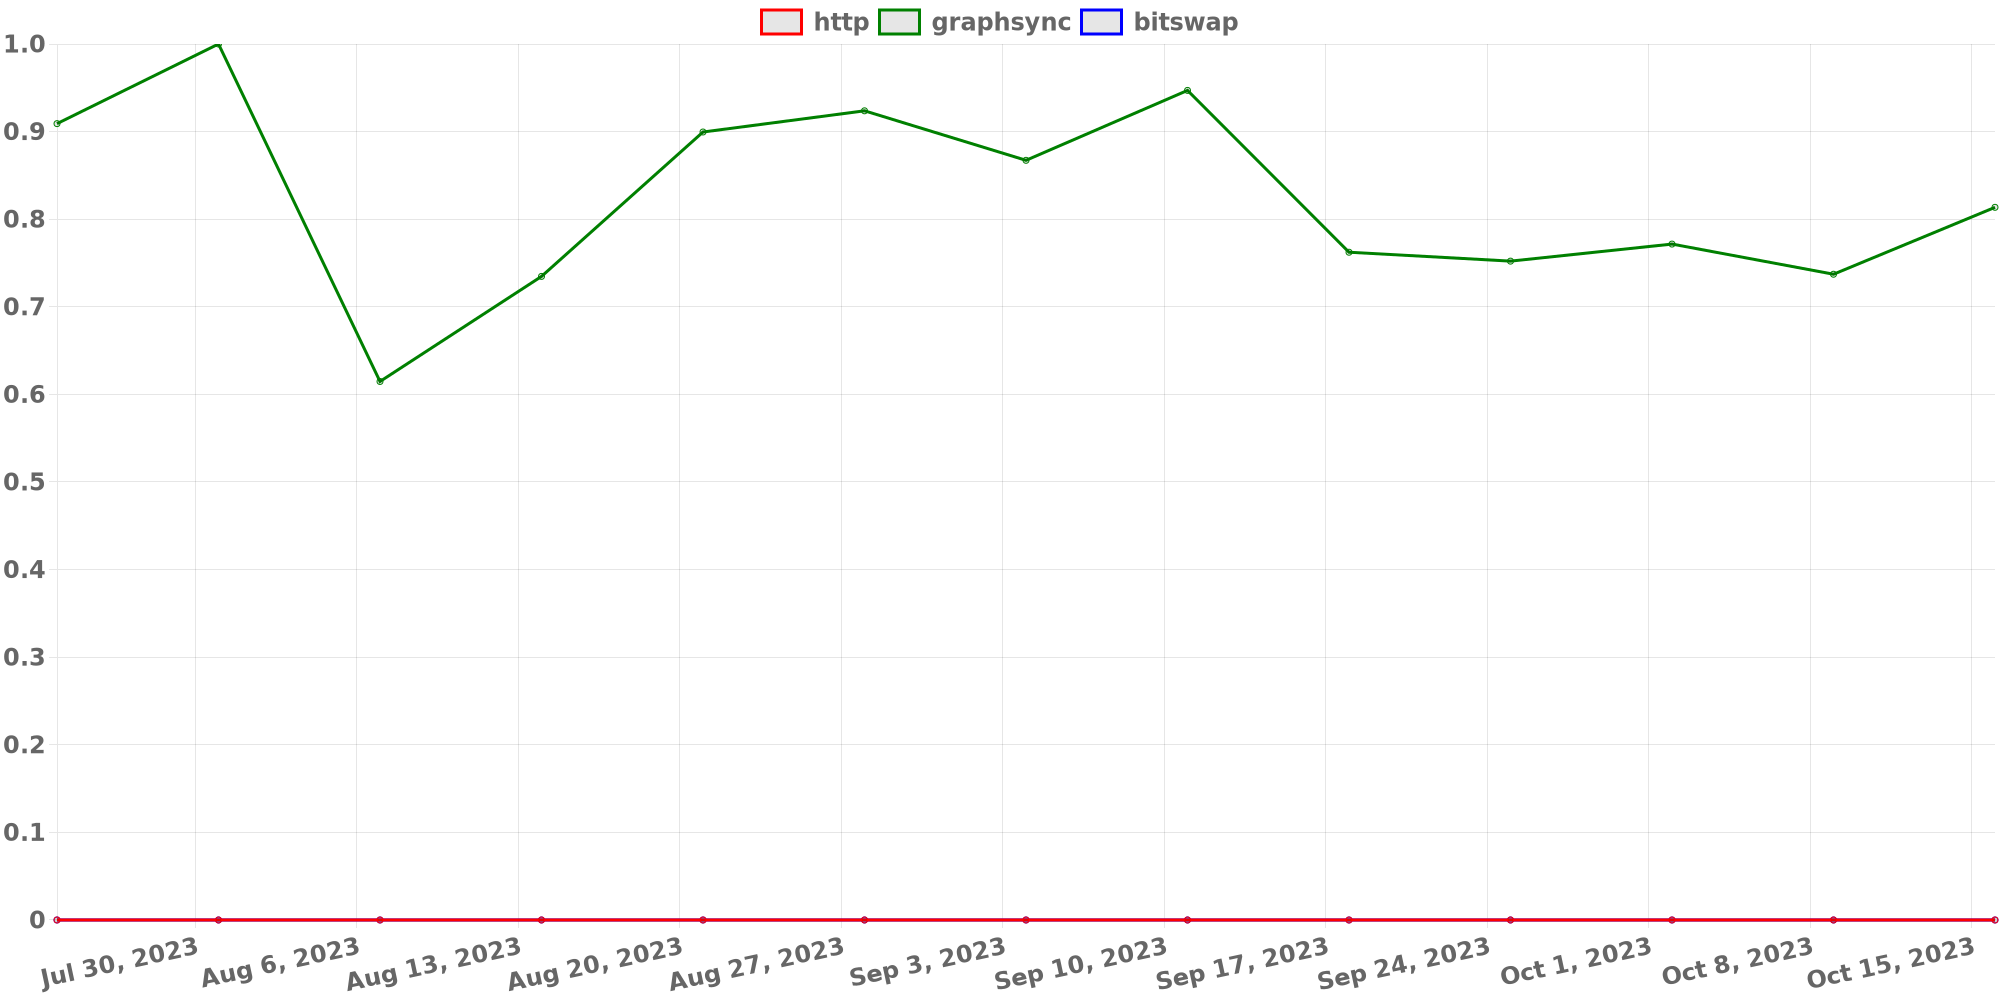 http graphsync bitswap
1.0
0.9
0.8
0.7
0.6
0.5
0.4
0.3
0.2
0.1
0
Jul 30, 2023
Aug 6, 2023
Aug 13, 2023
Aug 20, 2023
Aug 27, 2023
Sep 3, 2023
Sep 10, 2023
Sep 17, 2023
Sep 24, 2023
Oct 1, 2023
Oct 8, 2023
Oct 15, 2023